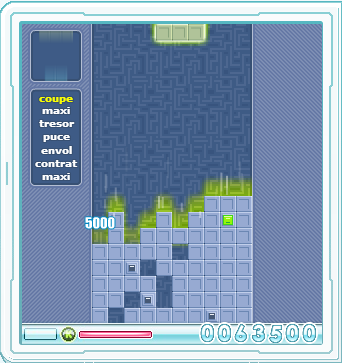 coupe
maxi
tresor
puce
envol
contrat
maxi
5000
0063500